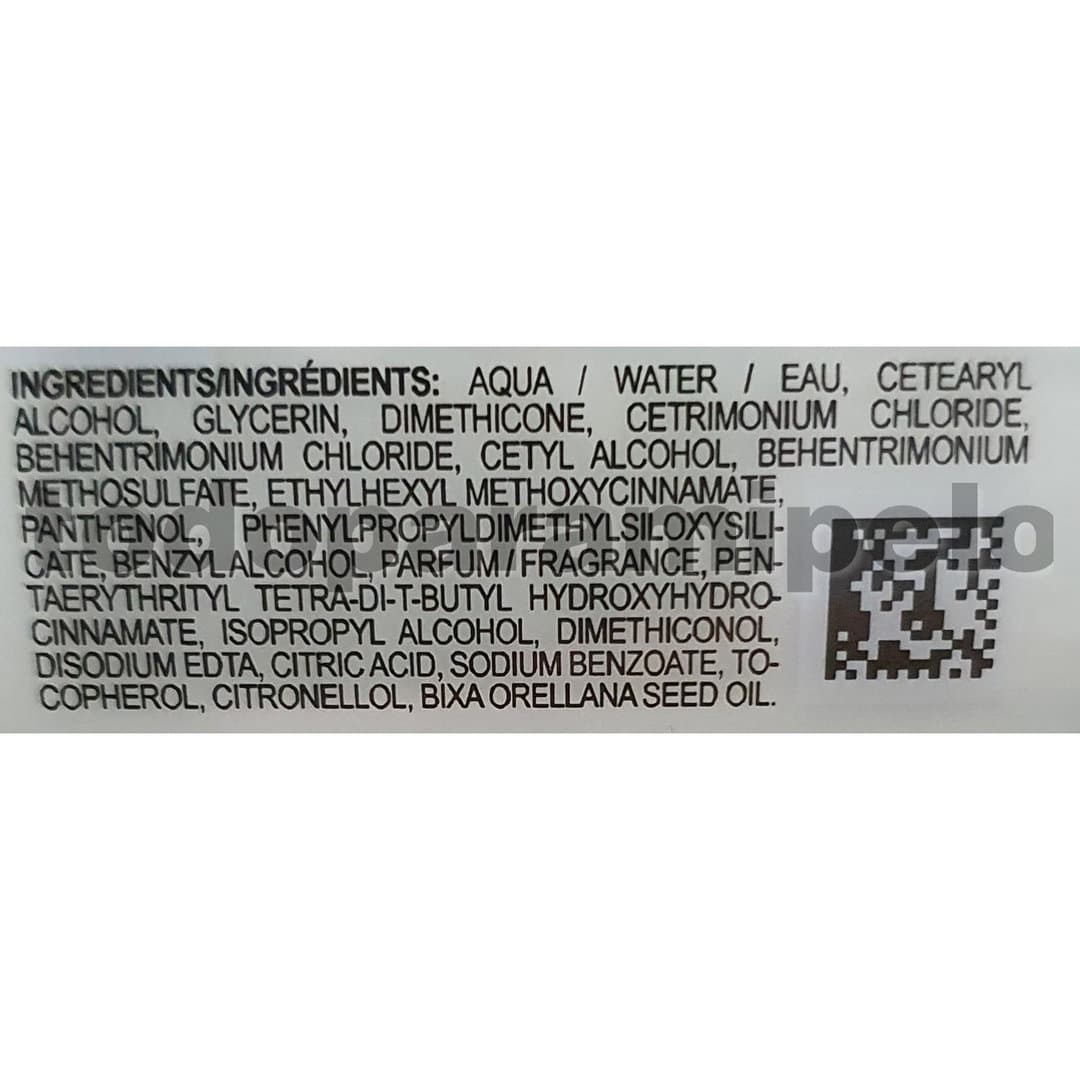 INGREDIENTS/INGRÉDIENTS: AQUA / WATER / EAU, CETEARYL
ALCOHOL, GLYCERIN, DIMETHICONE, CETRIMONIUM CHLORIDE,
BEHENTRIMONIUM CHLORIDE, CETYL ALCOHOL, BEHENTRIMONIUM
METHOSULFATE, ETHYLHEXYL METHOXYCINNAMATE,
PANTHENOL, PHENYLPROPYLDIMETHYLSILOXYSILI-
CATE, BENZYL ALCOHOL, PARFUM / FRAGRANCE, PEN-
TAERYTHRITYL TETRA-DI-T-BUTYL HYDROXYHYDRO-
CINNAMATE, ISOPROPYL ALCOHOL, DIMETHICONOL,
DISODIUM EDTA, CITRIC ACID, SODIUM BENZOATE, TO-
COPHEROL, CITRONELLOL, BIXA ORELLANA SEED OIL.